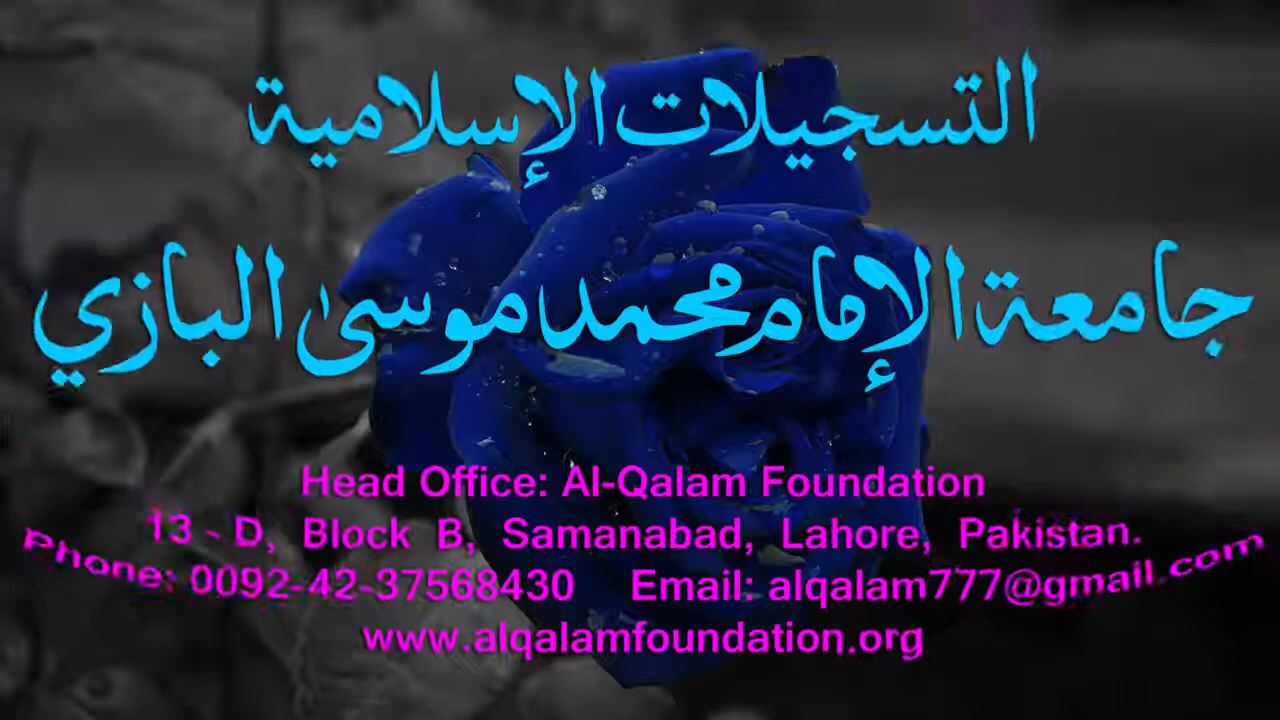 التسجيلات الإسلامية
جامعة الإمام محمد موسىٰ البازي
Head Office: Al-Qalam Foundation
13 - D, Block B, Samanabad, Lahore, Pakistan.
Phone: 0092-42-37568430 Email: alqalam777@gmail.com
www.alqalamfoundation.org